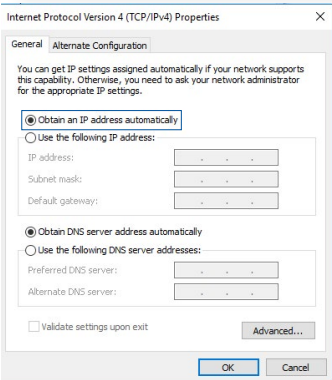 Internet Protocol Version 4 (TCP/IPv4) Properties
General
Alternate Configuration
You can get IP settings assigned automatically if your network supports
this capability. Otherwise, you need to ask your network administrator
for the appropriate IP settings.
Obtain an IP address automatically
Use the following IP address:
IP address:
Subnet mask:
Default gateway:
Obtain DNS server address automatically
Use the following DNS server addresses:
Preferred DNS server:
Alternate DNS server:
Validate settings upon exit
Advanced...
OK
Cancel